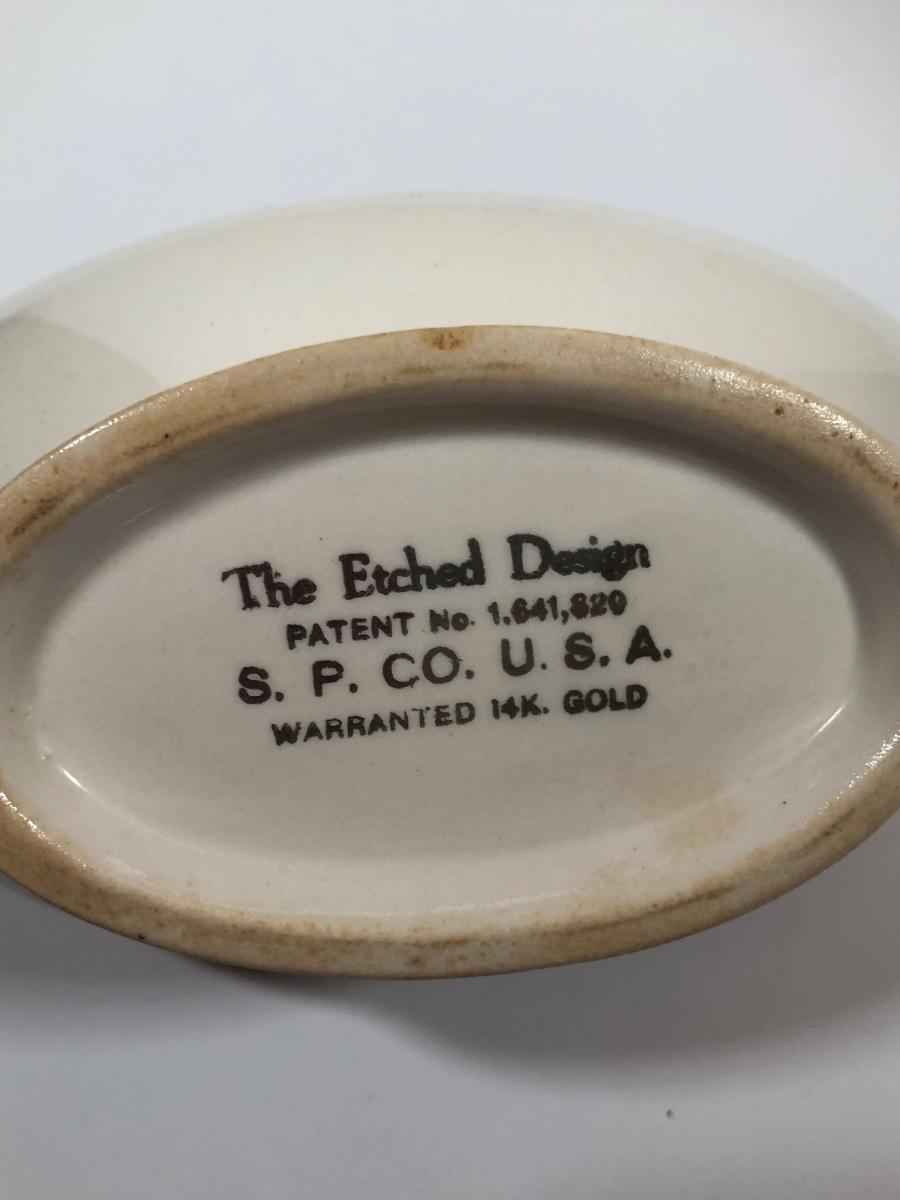 The Etched Design
PATENT No. 1,641,820
S. P. CO. U. S. A.
WARRANTED 14K. GOLD